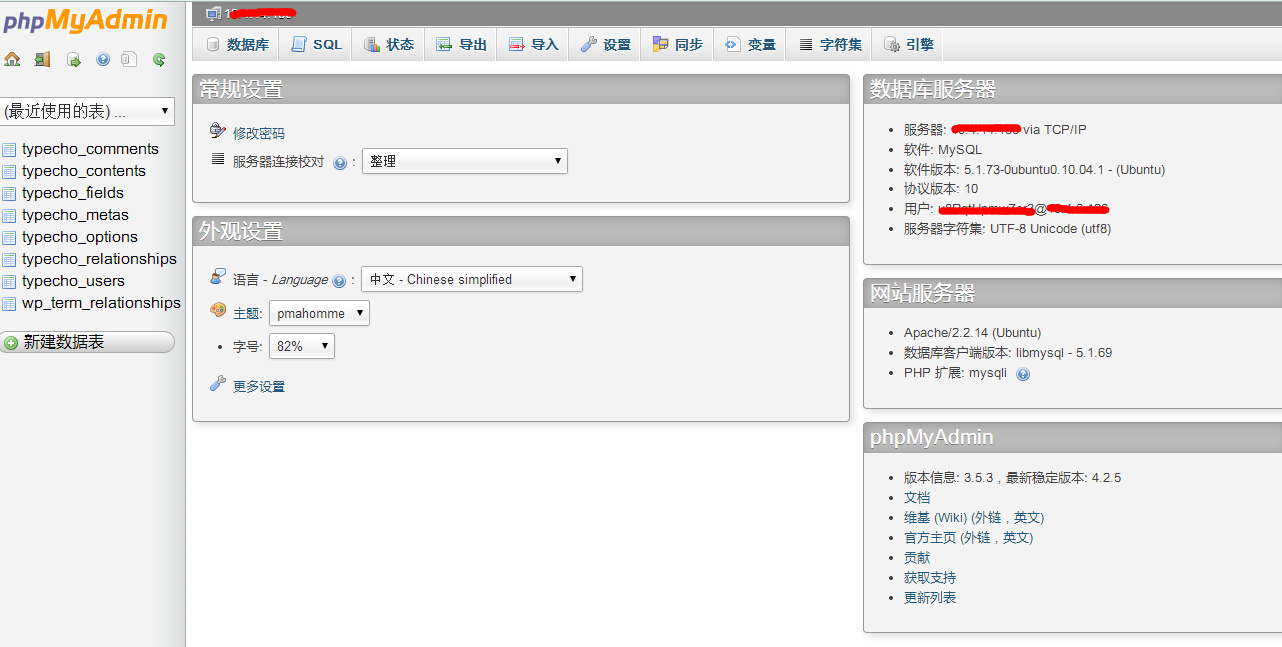 phpMyAdmin
(最近使用的表) ...
typecho_comments
typecho_contents
typecho_fields
typecho_metas
typecho_options
typecho_relationships
typecho_users
wp_term_relationships
新建数据表
数据库 SQL 状态 导出 导入 设置 同步 变量 字符集 引擎
常规设置
修改密码
服务器连接校对 : 整理
外观设置
语言 - Language : 中文 - Chinese simplified
主题: pmahomme
字号: 82%
更多设置
数据库服务器
服务器: via TCP/IP
软件: MySQL
软件版本: 5.1.73-0ubuntu0.10.04.1 - (Ubuntu)
协议版本: 10
用户: @
服务器字符集: UTF-8 Unicode (utf8)
网站服务器
Apache/2.2.14 (Ubuntu)
数据库客户端版本: libmysql - 5.1.69
PHP 扩展: mysqli
phpMyAdmin
版本信息: 3.5.3，最新稳定版本: 4.2.5
文档
维基 (Wiki) (外链，英文)
官方主页 (外链，英文)
贡献
获取支持
更新列表